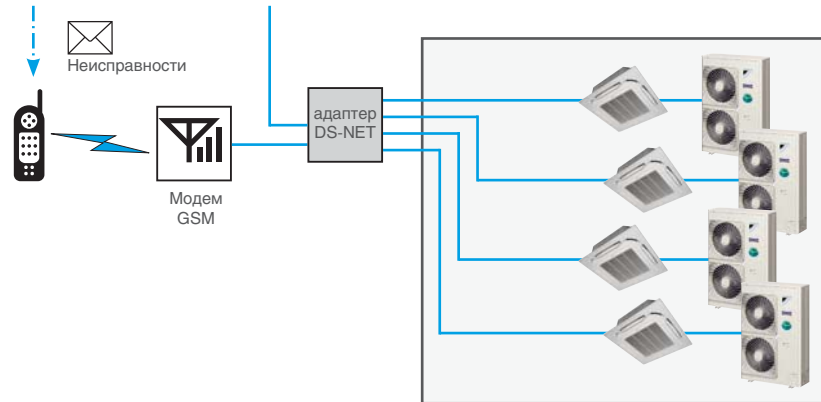 Неисправности
адаптер
DS-NET
Модем
GSM